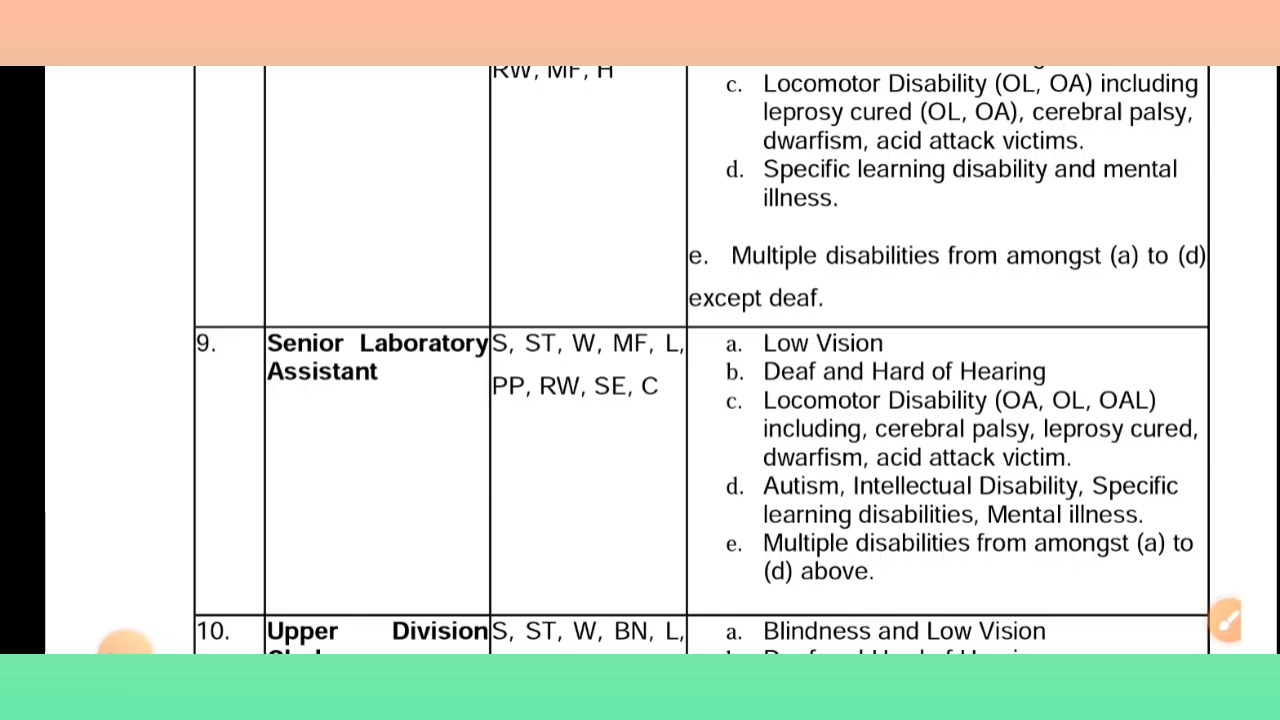 RW, MF, H
c. Locomotor Disability (OL, OA) including
leprosy cured (OL, OA), cerebral palsy,
dwarfism, acid attack victims.
d. Specific learning disability and mental
illness.
e. Multiple disabilities from amongst (a) to (d)
except deaf.
9.
Senior Laboratory
Assistant
S, ST, W, MF, L,
PP, RW, SE, C
a. Low Vision
b. Deaf and Hard of Hearing
c. Locomotor Disability (OA, OL, OAL)
including, cerebral palsy, leprosy cured,
dwarfism, acid attack victim.
d. Autism, Intellectual Disability, Specific
learning disabilities, Mental illness.
e. Multiple disabilities from amongst (a) to
(d) above.
10.
Upper Division
S, ST, W, BN, L,
a. Blindness and Low Vision